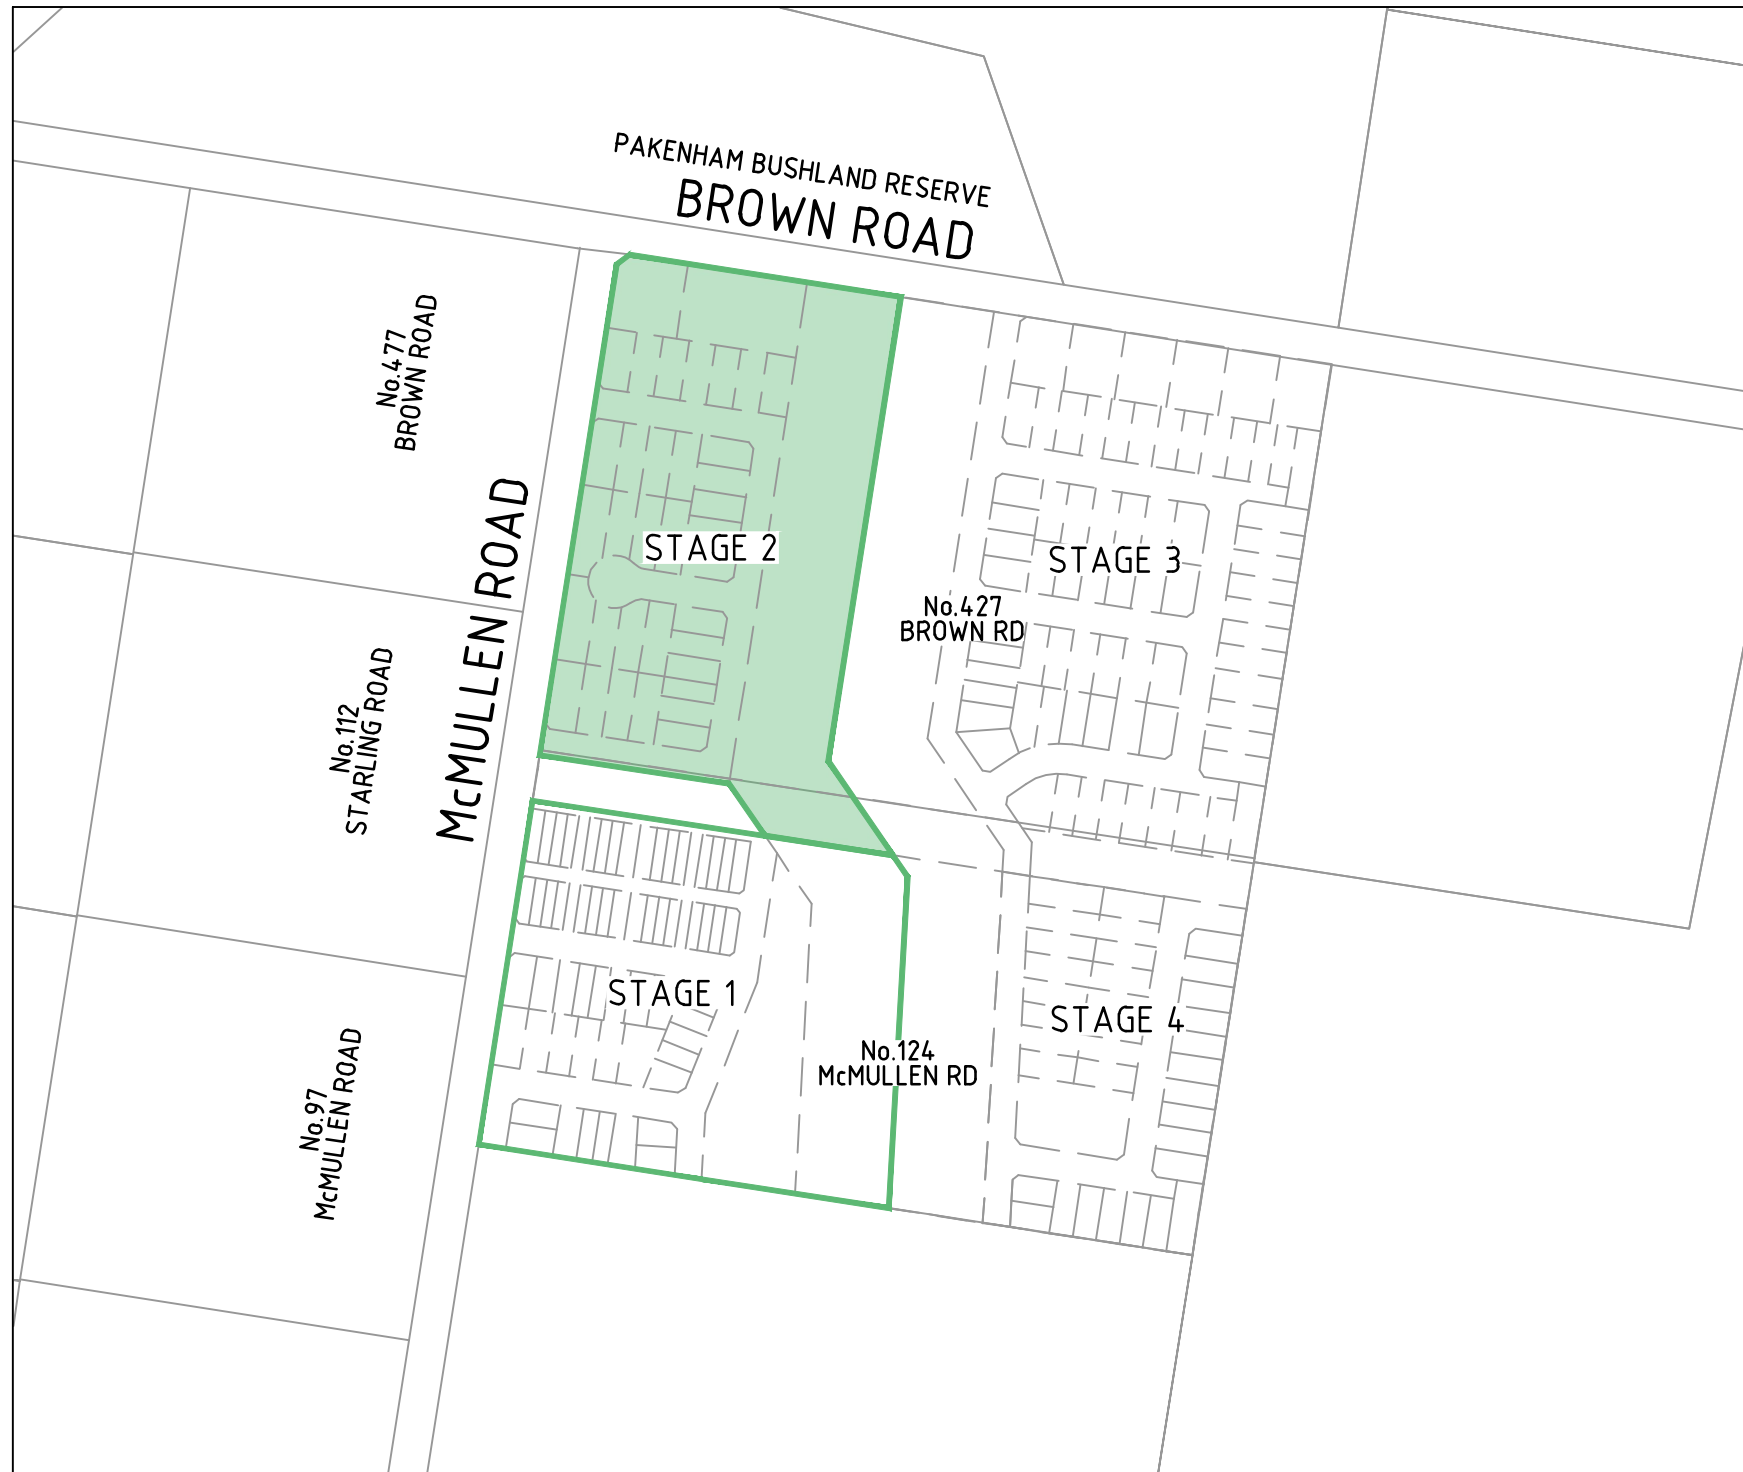 PAKENHAM BUSHLAND RESERVE
BROWN ROAD
No.477
BROWN ROAD
McMULLEN ROAD
STAGE 2
STAGE 3
No.427
BROWN RD
No.112
STARLING ROAD
STAGE 1
STAGE 4
No.124
McMULLEN RD
No.97
McMULLEN ROAD